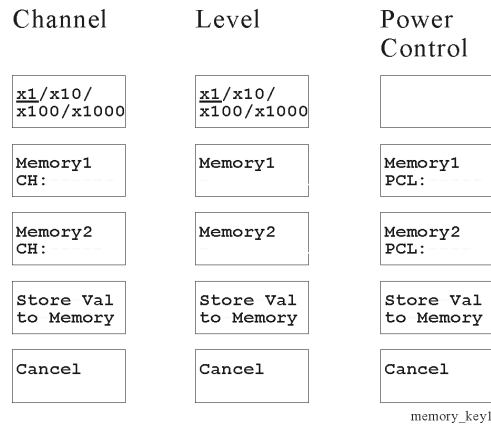 Channel
x1/x10/
x100/x1000
Memory1
CH:
Memory2
CH:
Store Val
to Memory
Cancel
Level
x1/x10/
x100/x1000
Memory1
Memory2
Store Val
to Memory
Cancel
Power
Control
Memory1
PCL:
Memory2
PCL:
Store Val
to Memory
Cancel
memory_key1